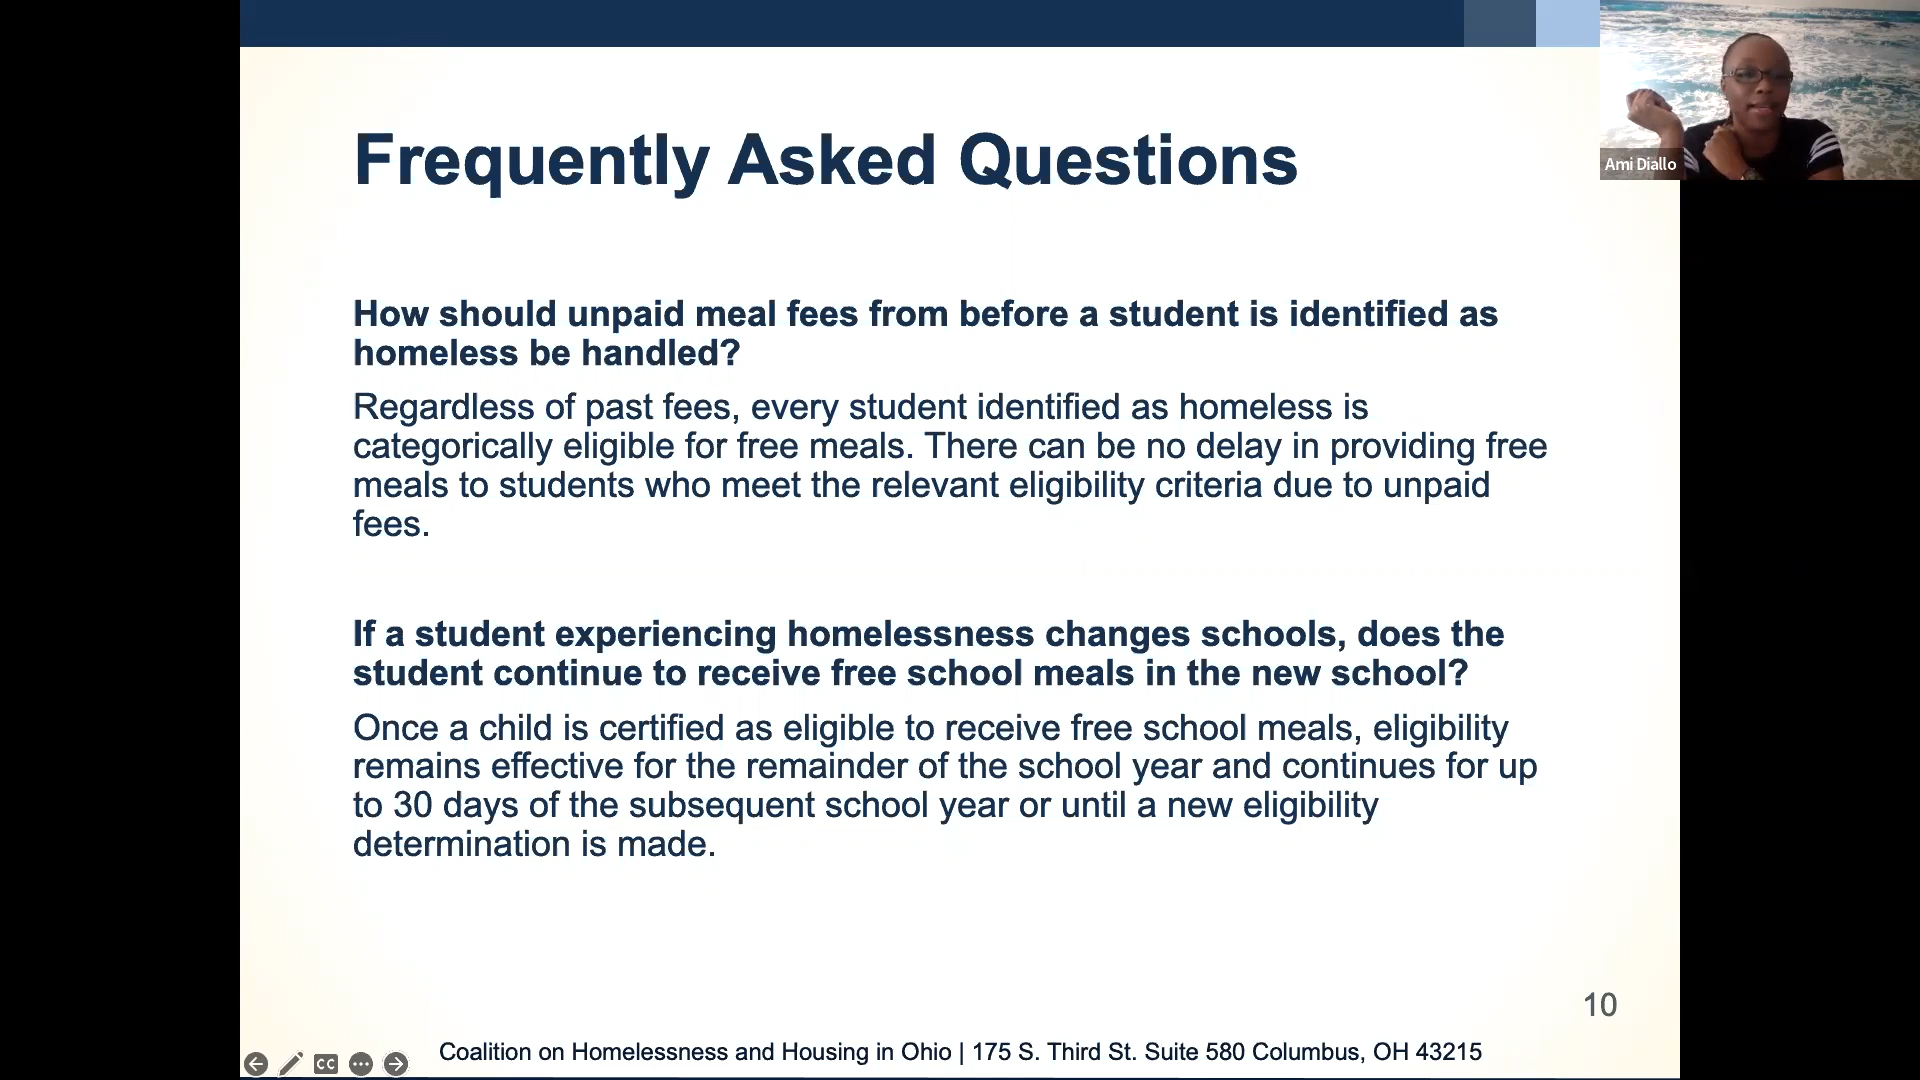 Frequently Asked Questions
Ami Diallo
How should unpaid meal fees from before a student is identified as
homeless be handled?
Regardless of past fees, every student identified as homeless is
categorically eligible for free meals. There can be no delay in providing free
meals to students who meet the relevant eligibility criteria due to unpaid
fees.
If a student experiencing homelessness changes schools, does the
student continue to receive free school meals in the new school?
Once a child is certified as eligible to receive free school meals, eligibility
remains effective for the remainder of the school year and continues for up
to 30 days of the subsequent school year or until a new eligibility
determination is made.
10
CC
Coalition on Homelessness and Housing in Ohio | 175 S. Third St. Suite 580 Columbus, OH 43215